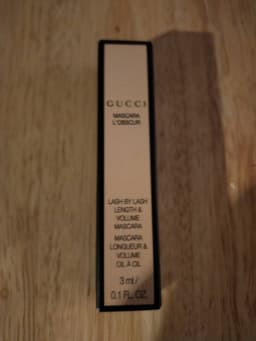 GUCCI
MASCARA
L'OBSCUR
LASH BY LASH
LENGTH &
VOLUME
MASCARA
MASCARA
LONGUEUR &
VOLUME
CIL À CIL
3 ml /
0.1 FL. OZ.